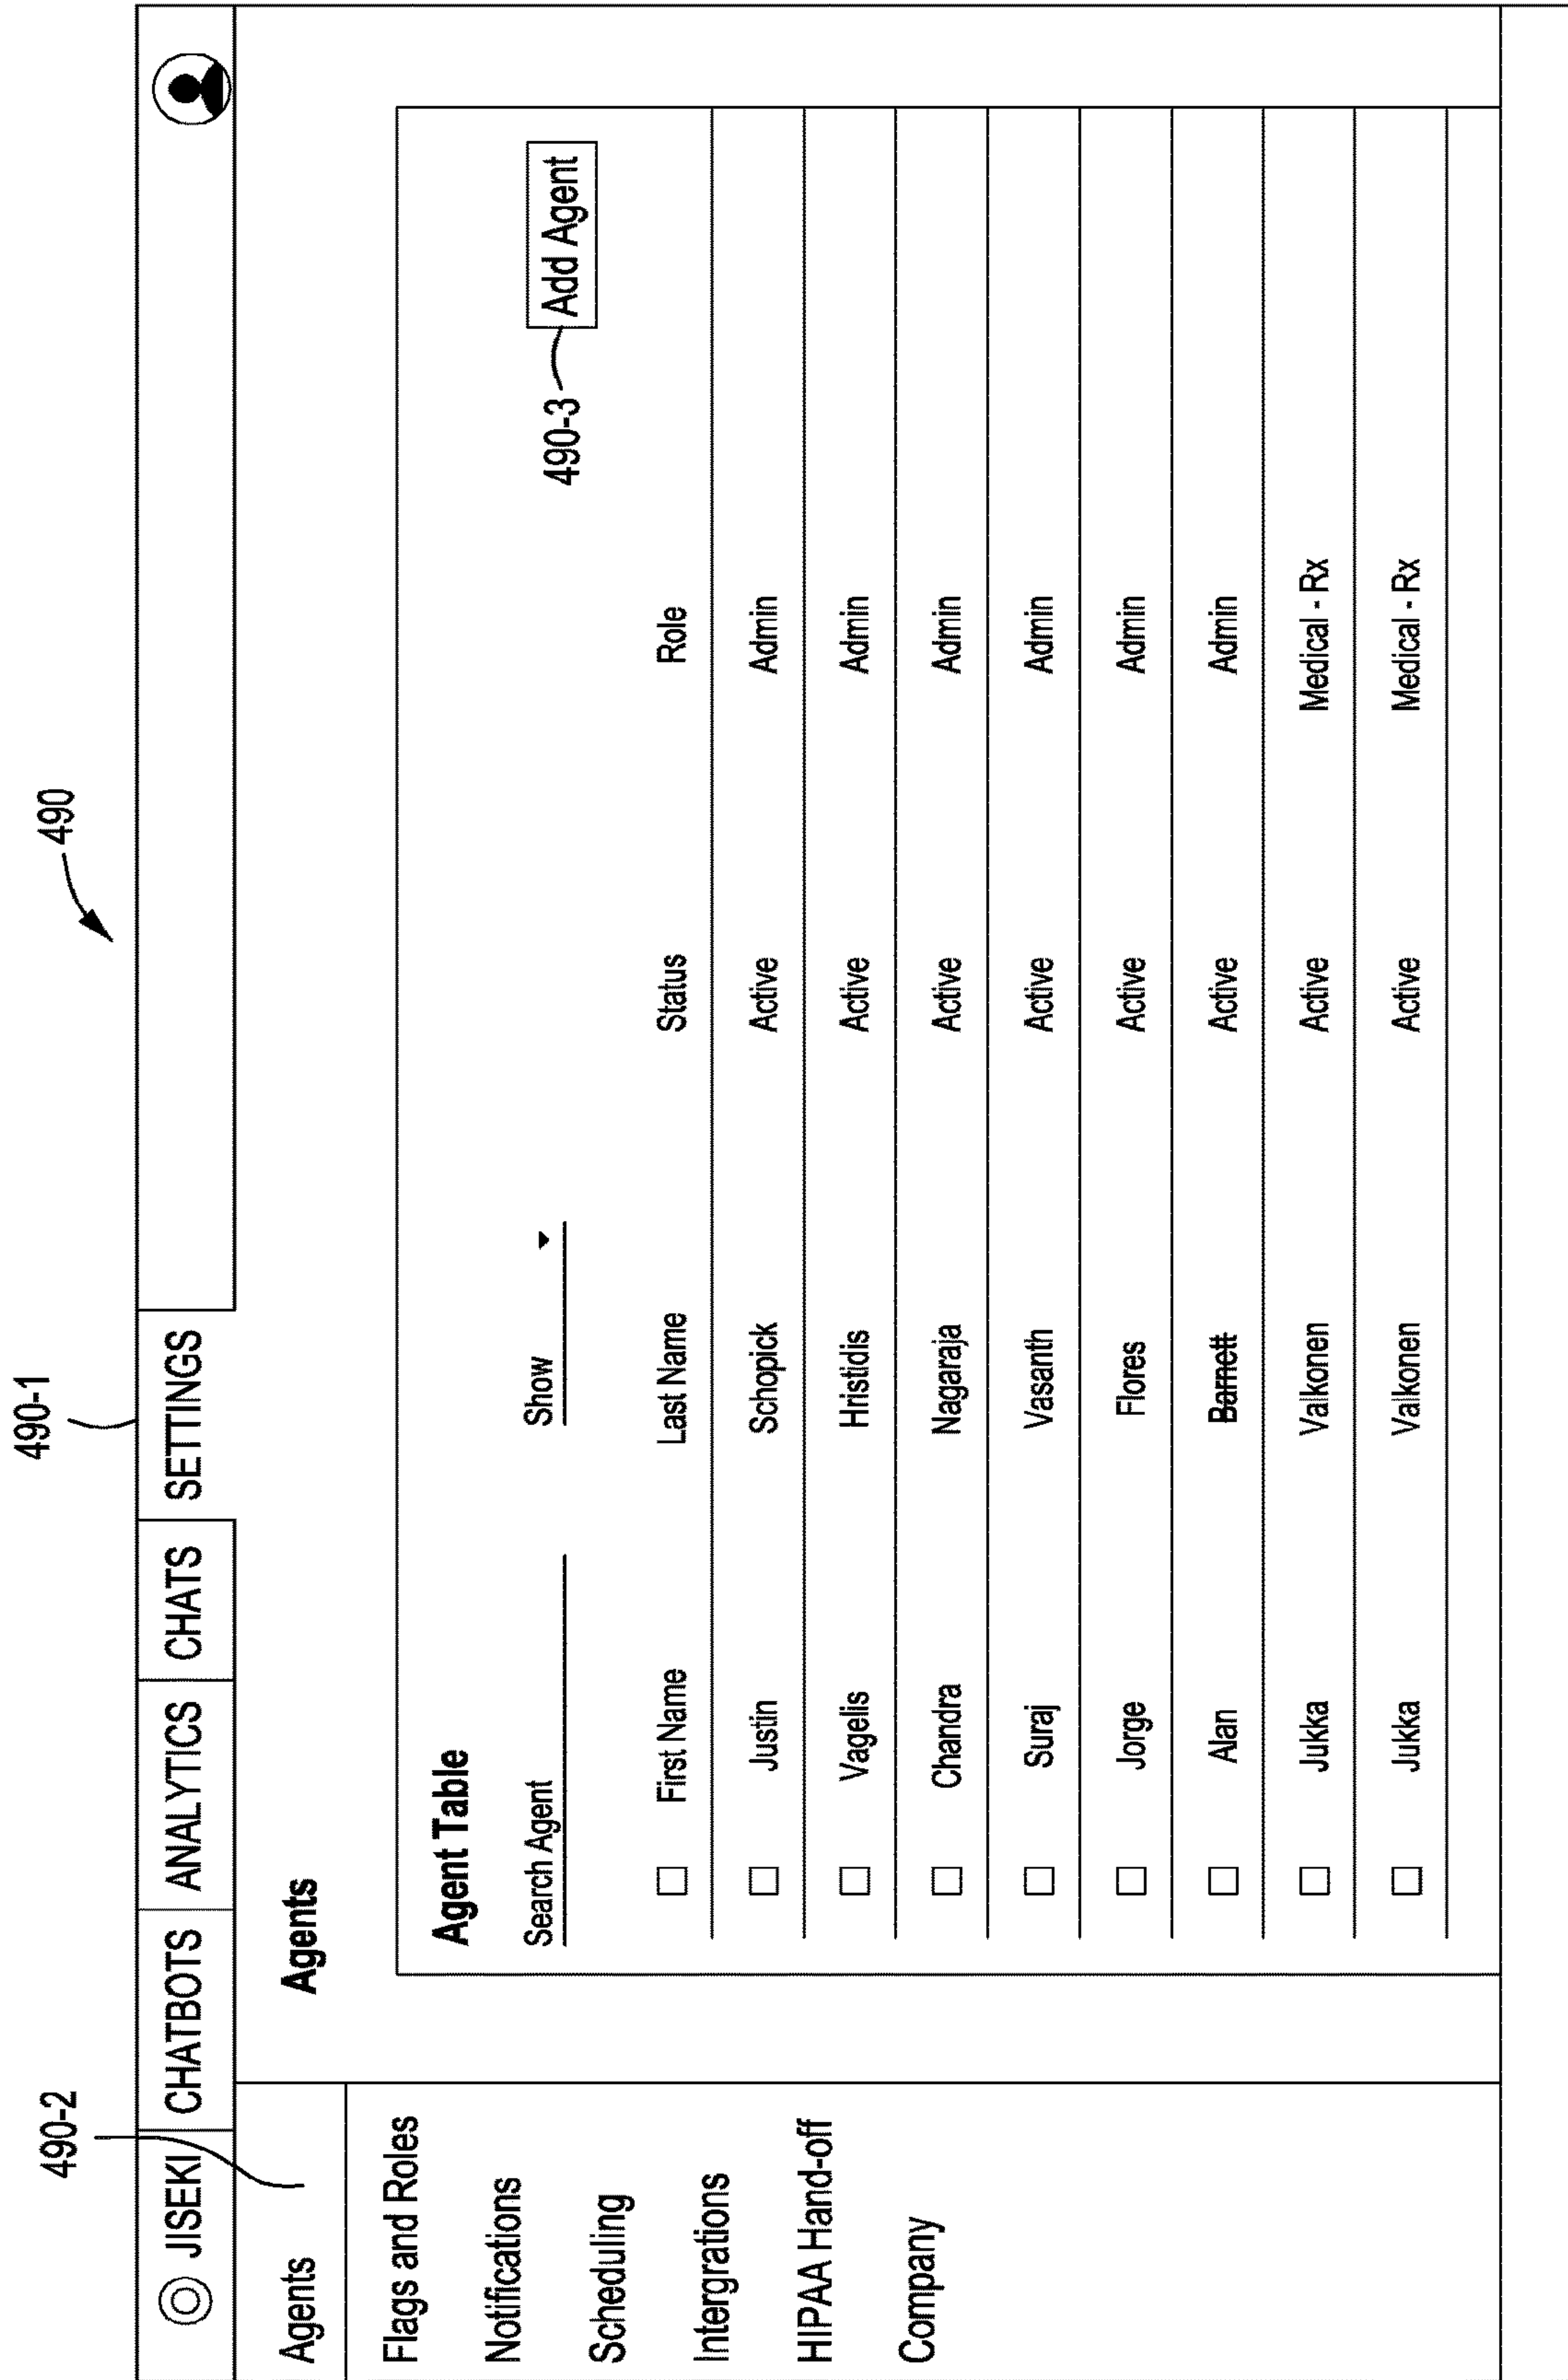 490
490-1
490-2
JISEKI CHATBOTS ANALYTICS CHATS SETTINGS
Agents
Flags and Roles
Notifications
Scheduling
Intergrations
HIPAA Hand-off
Company
Agents
Agent Table
Search Agent Show
490-3 Add Agent
First Name Last Name Status Role
Justin Schopick Active Admin
Vagelis Hristidis Active Admin
Chandra Nagaraja Active Admin
Suraj Vasanth Active Admin
Jorge Flores Active Admin
Alan Barnett Active Admin
Jukka Valkonen Active Medical - Rx
Jukka Valkonen Active Medical - Rx